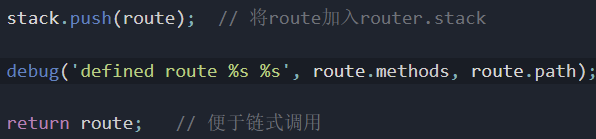 stack.push(route);  // 将route加入router.stack
debug('defined route %s %s', route.methods, route.path);
return route;   // 便于链式调用